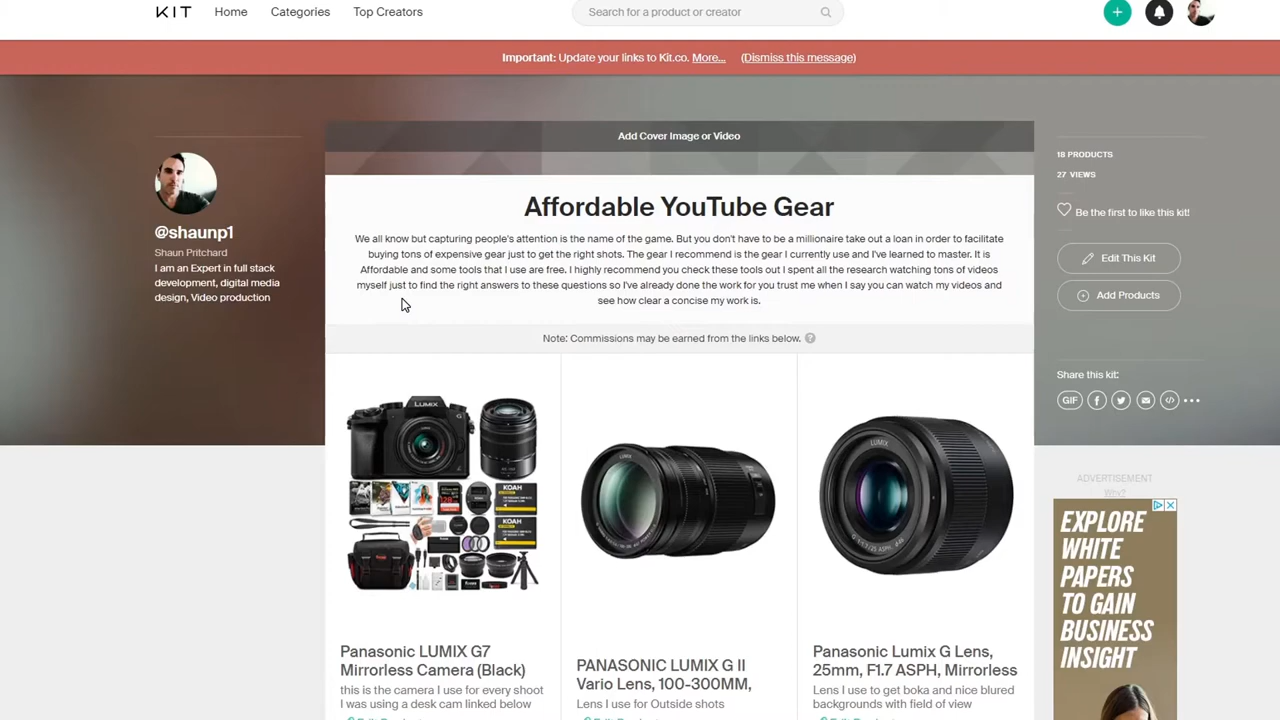 KIT Home Categories Top Creators Search for a product or creator
Important: Update your links to Kit.co. More... (Dismiss this message)
Add Cover Image or Video
@shaunp1
Shaun Pritchard
I am an Expert in full stack
development, digital media
design, Video production
Affordable YouTube Gear
We all know but capturing people's attention is the name of the game. But you don't have to be a millionaire take out a loan in order to facilitate
buying tons of expensive gear just to get the right shots. The gear I recommend is the gear I currently use and I've learned to master. It is
Affordable and some tools that I use are free. I highly recommend you check these tools out I spent all the research watching tons of videos
myself just to find the right answers to these questions so I've already done the work for you trust me when I say you can watch my videos and
see how clear a concise my work is.
Note: Commissions may be earned from the links below.
18 PRODUCTS
27 VIEWS
Be the first to like this kit!
Edit This Kit
Add Products
Share this kit:
GIF
ADVERTISEMENT
Why?
EXPLORE
WHITE
PAPERS
TO GAIN
BUSINESS
INSIGHT
LUMIX
KOAH
KOAH
LUMIX
Panasonic LUMIX G7
Mirrorless Camera (Black)
this is the camera I use for every shoot
I was using a desk cam linked below
PANASONIC LUMIX G II
Vario Lens, 100-300MM,
Lens I use for Outside shots
Panasonic Lumix G Lens,
25mm, F1.7 ASPH, Mirrorless
Lens I use to get boka and nice blured
backgrounds with field of view